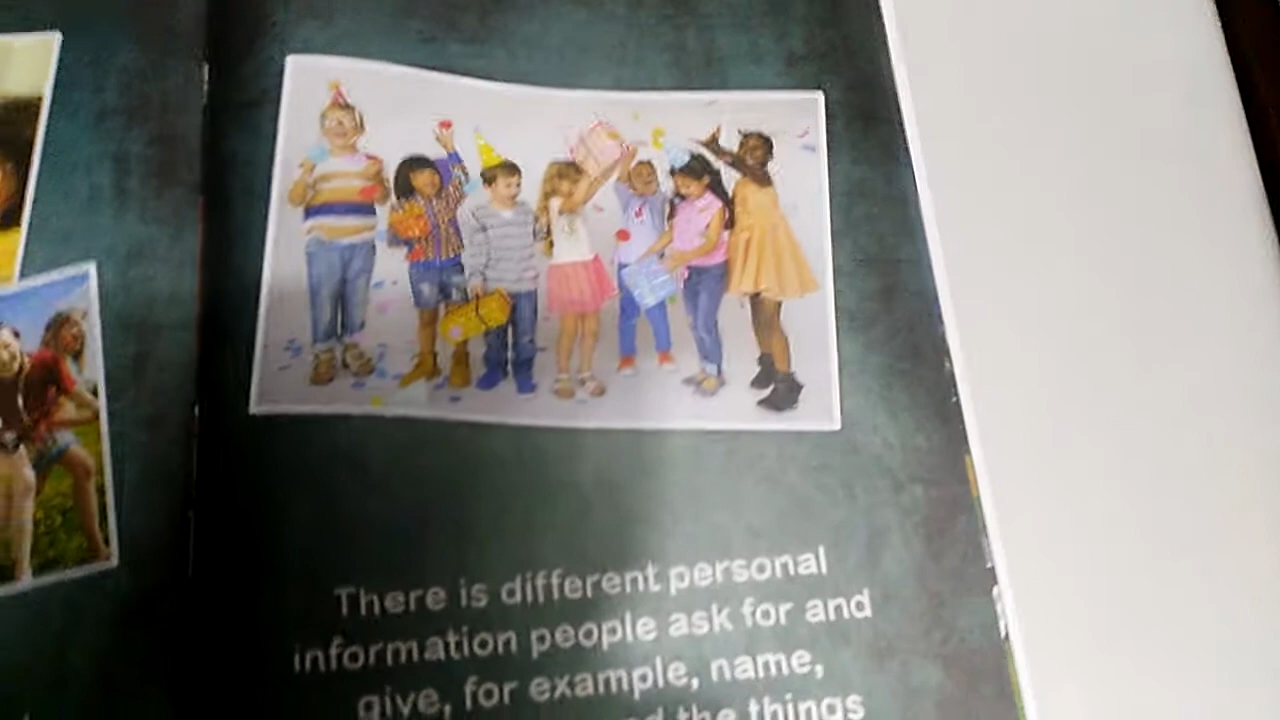 There is different personal
information people ask for and
give, for example, name,
the things